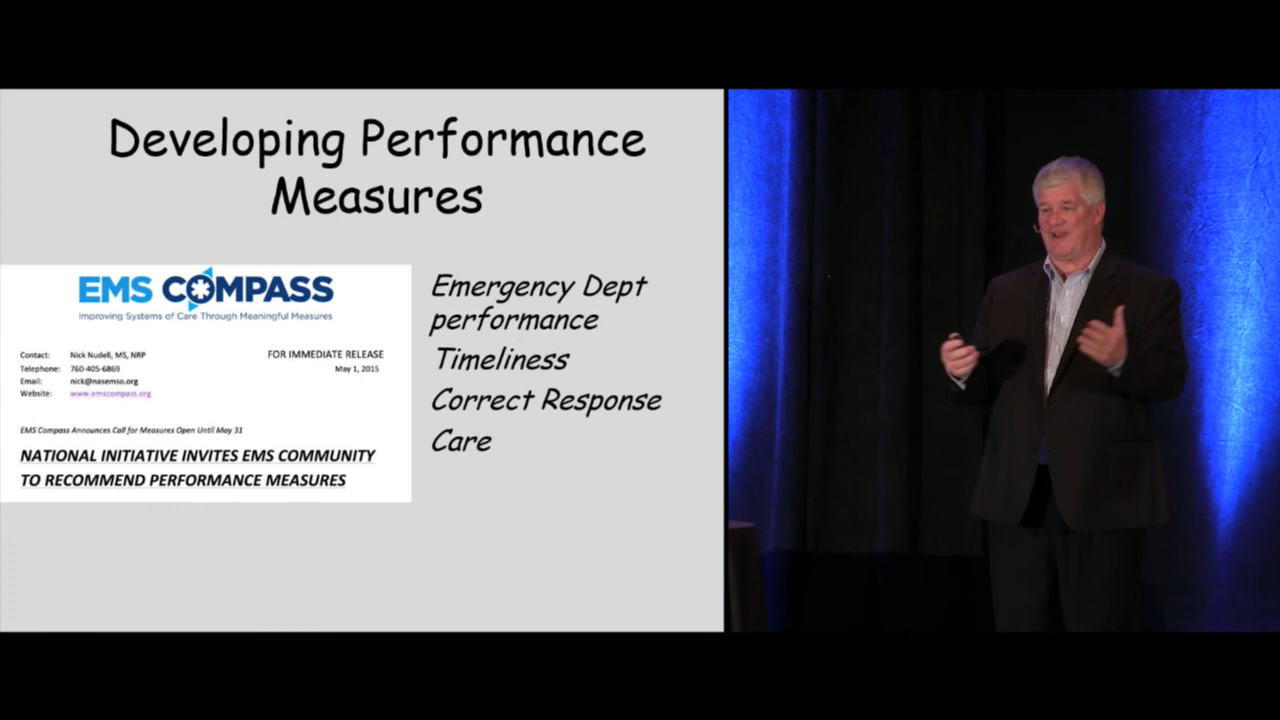 Developing Performance
Measures
EMS COMPASS
Improving Systems of Care Through Meaningful Measures
Contact: Nick Nudell, MS, NRP
FOR IMMEDIATE RELEASE
Telephone: 760-405-6869
May 1, 2015
Email: nick@nasemso.org
Website: www.emscompass.org
EMS Compass Announces Call for Measures Open Until May 31
NATIONAL INITIATIVE INVITES EMS COMMUNITY
TO RECOMMEND PERFORMANCE MEASURES
Emergency Dept
performance
Timeliness
Correct Response
Care